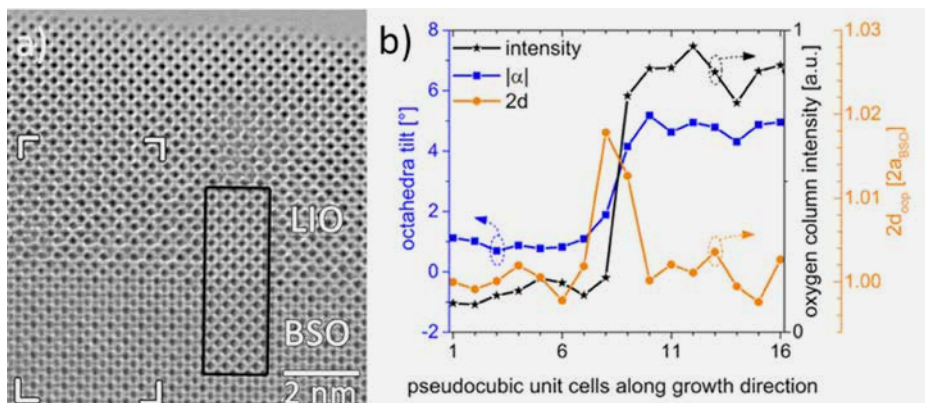 a)
LIO
BSO
2 nm
b)
intensity
|α|
2d
octahedra tilt [°]
8
6
4
2
0
-2
1
6
11
16
pseudocubic unit cells along growth direction
1
0
oxygen column intensity [a.u.]
1.03
1.02
1.01
1.00
2d_oop [2a_BSO]